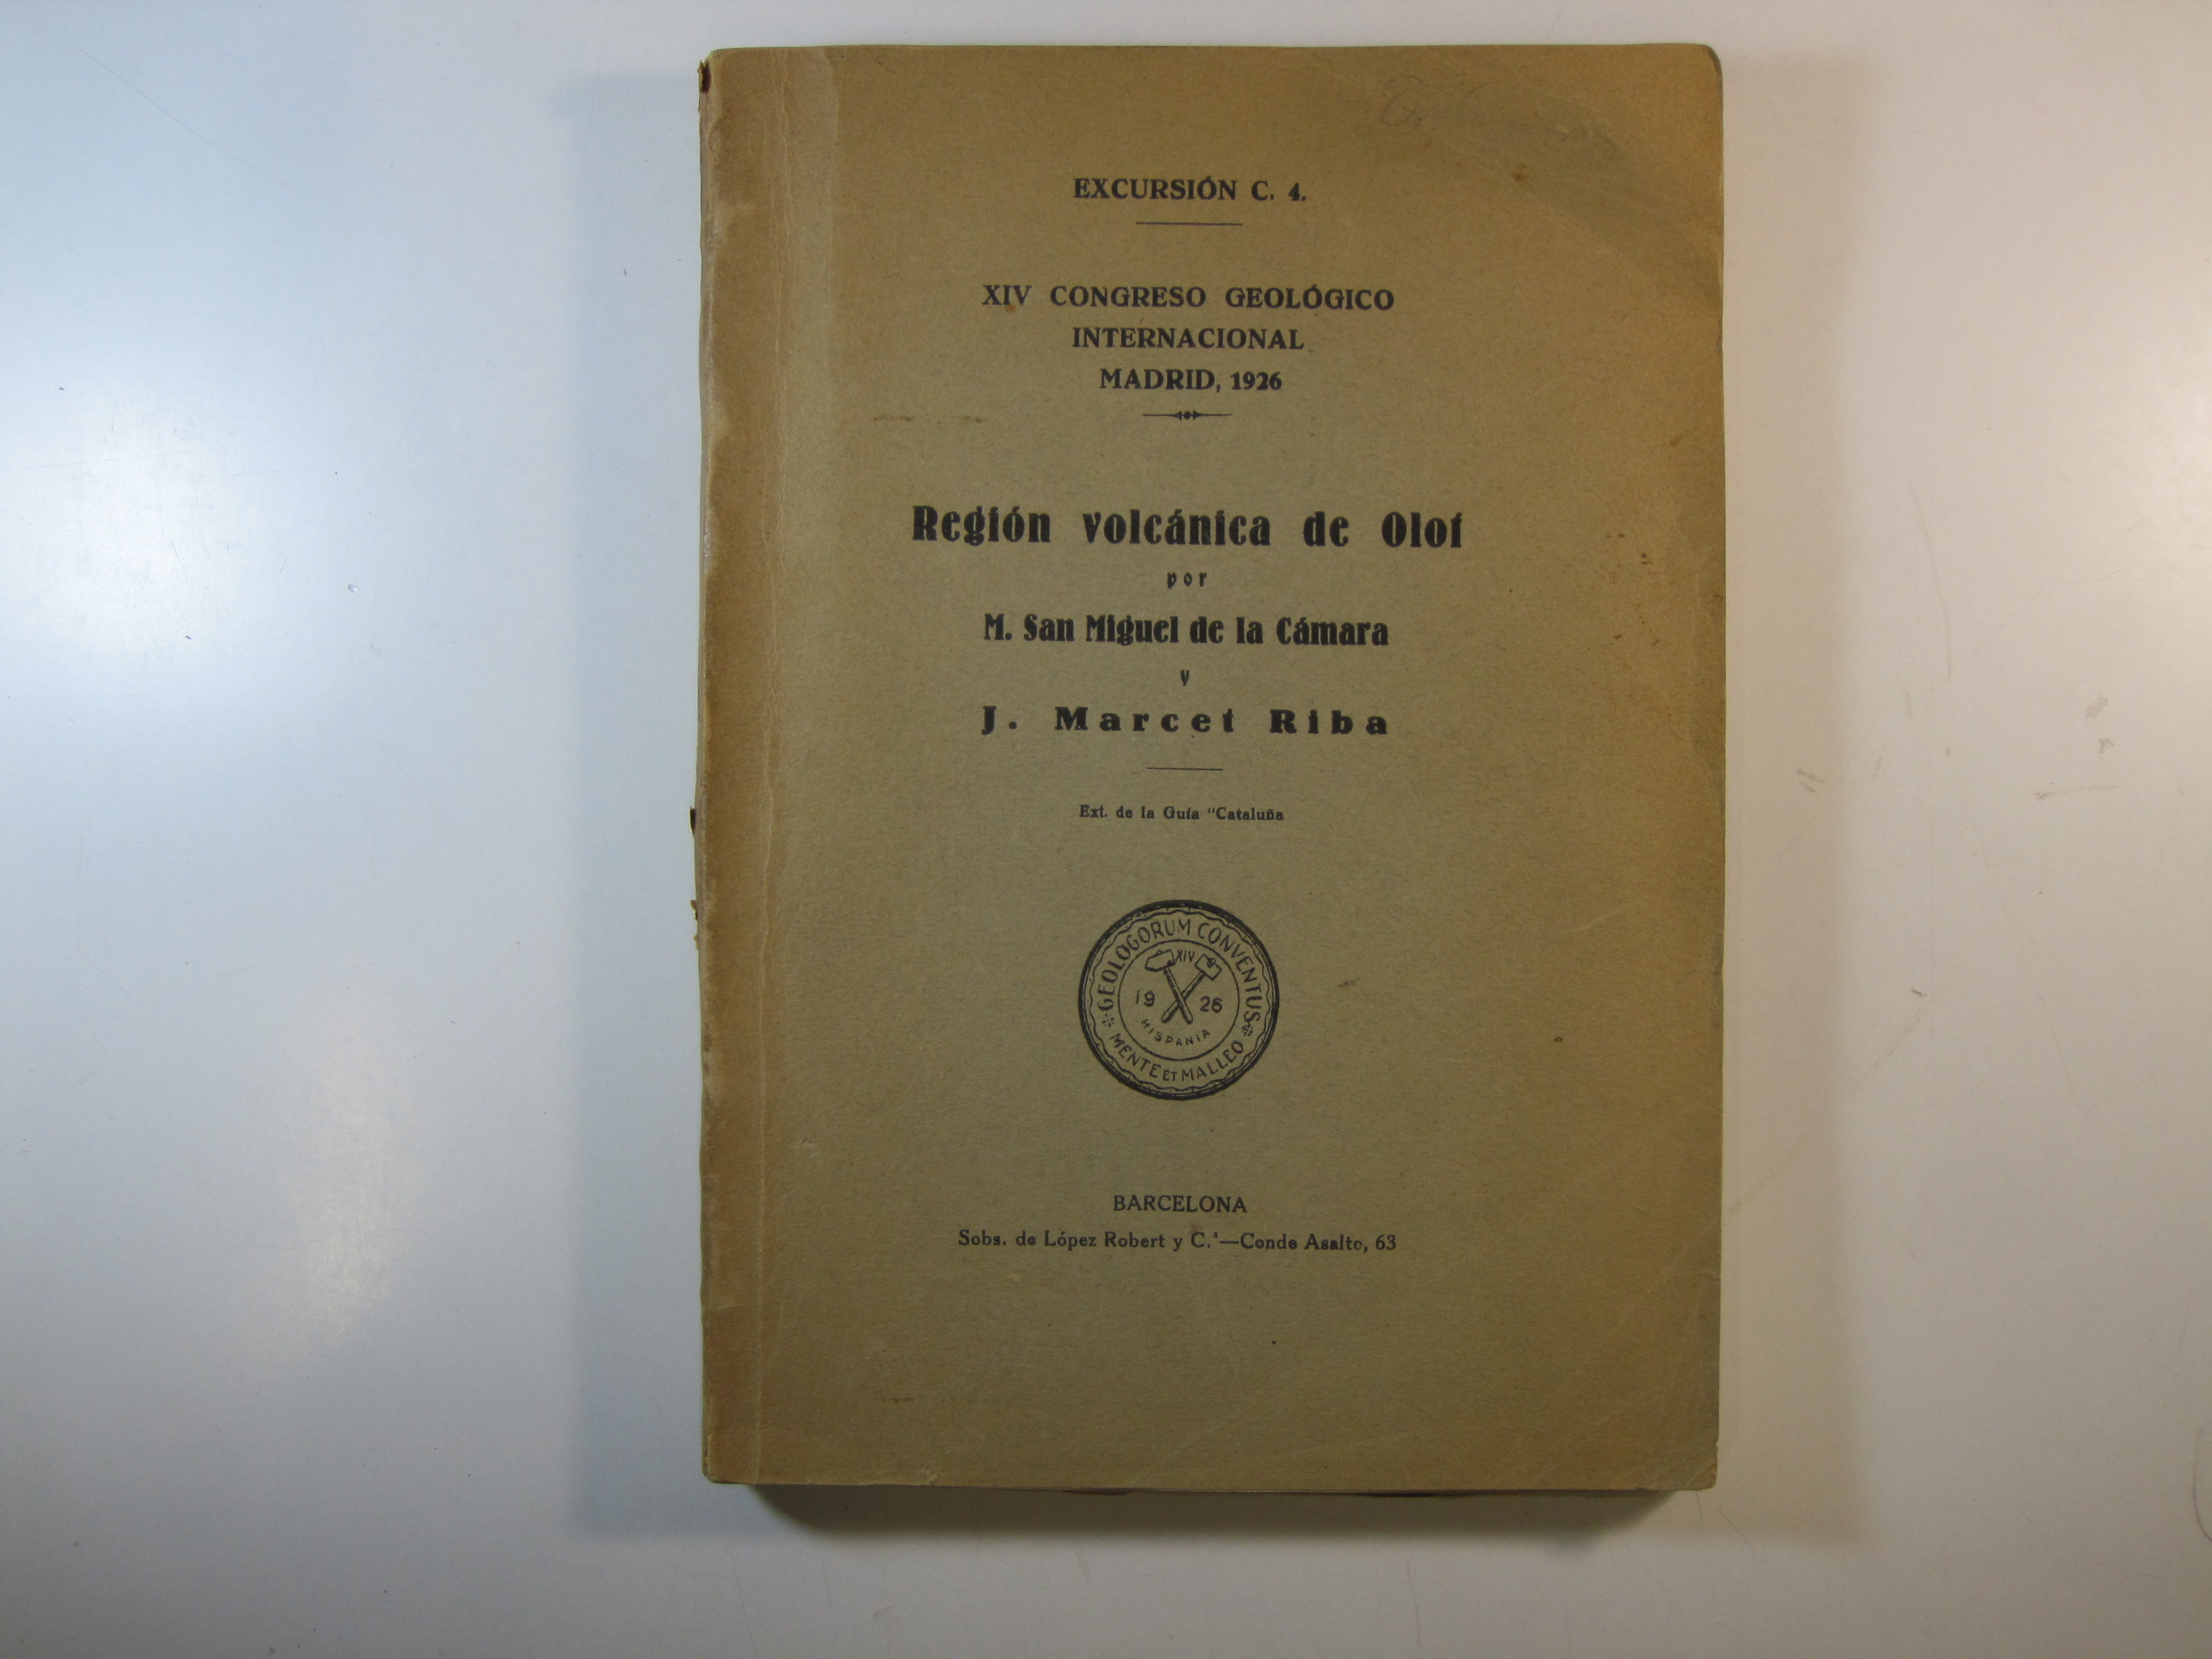 EXCURSIÓN C. 4.
XIV CONGRESO GEOLÓGICO
INTERNACIONAL
MADRID, 1926
Región volcánica de Olot
por
M. San Miguel de la Cámara
y
J. Marcet Riba
Ext. de la Guía "Cataluña
GEOLOGORUM CONVENTUS
XIV
19 26
HISPANIA
MENTE ET MALLEO
BARCELONA
Sobs. de López Robert y C.ª—Conde Asalto, 63